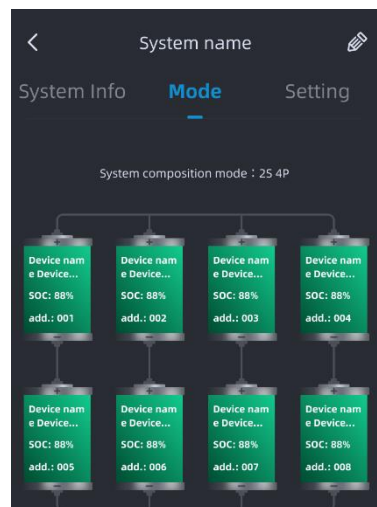 System name
System Info Mode Setting
System composition mode：2S 4P
+ + + +
Device nam Device nam Device nam Device nam
e Device... e Device... e Device... e Device...
SOC: 88% SOC: 88% SOC: 88% SOC: 88%
add.: 001 add.: 002 add.: 003 add.: 004
− − − −
+ + + +
Device nam Device nam Device nam Device nam
e Device... e Device... e Device... e Device...
SOC: 88% SOC: 88% SOC: 88% SOC: 88%
add.: 005 add.: 006 add.: 007 add.: 008
− − − −